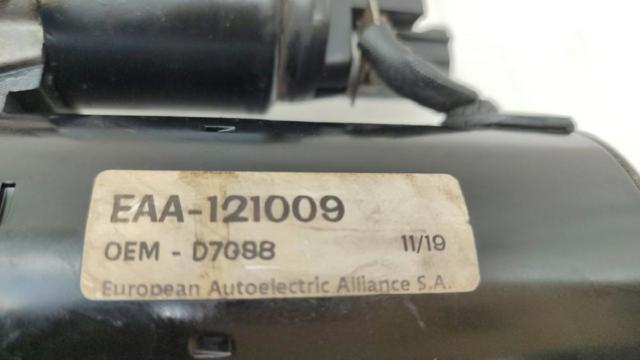 EAA-121009
OEM - D7088 11/19
European Autoelectric Alliance S.A.